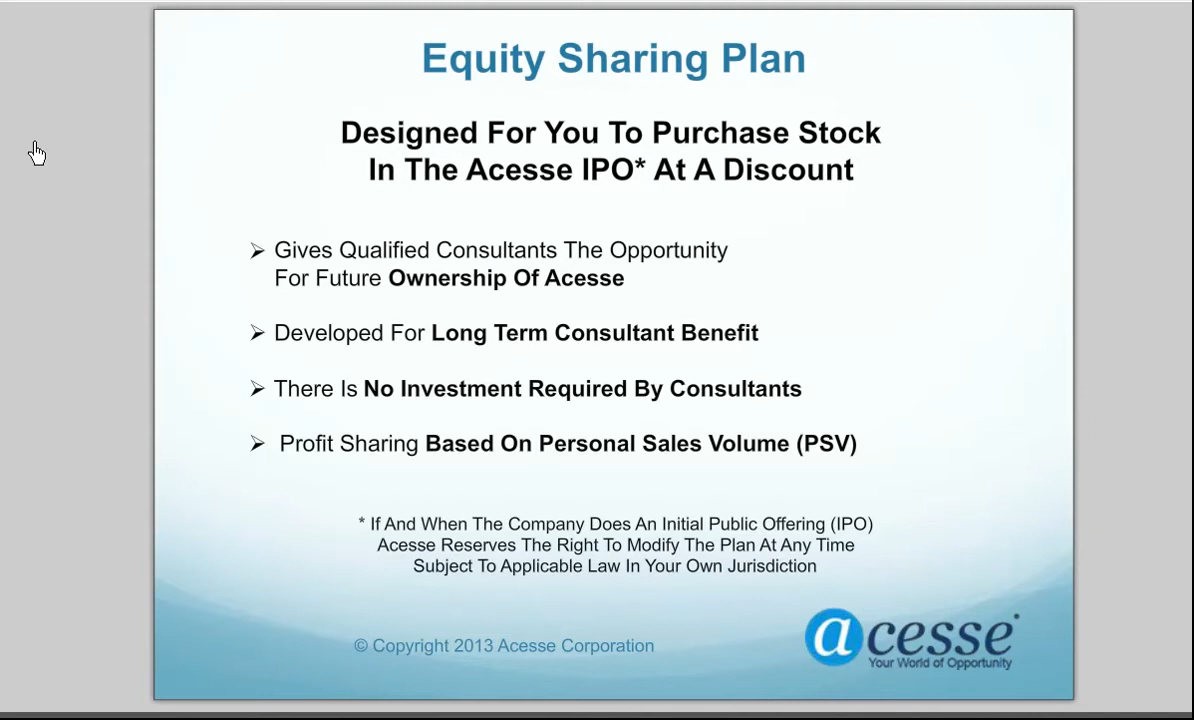 Equity Sharing Plan
Designed For You To Purchase Stock
In The Acesse IPO* At A Discount
➢ Gives Qualified Consultants The Opportunity
For Future Ownership Of Acesse
➢ Developed For Long Term Consultant Benefit
➢ There Is No Investment Required By Consultants
➢ Profit Sharing Based On Personal Sales Volume (PSV)
* If And When The Company Does An Initial Public Offering (IPO)
Acesse Reserves The Right To Modify The Plan At Any Time
Subject To Applicable Law In Your Own Jurisdiction
© Copyright 2013 Acesse Corporation
acesse
Your World of Opportunity